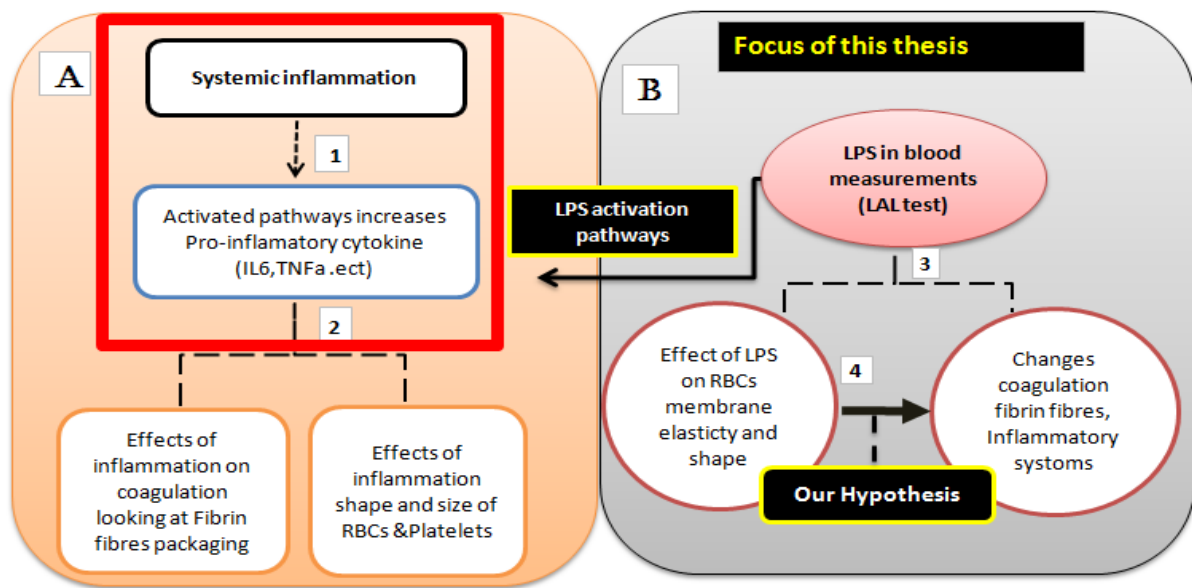 A
Systemic inflammation
1
Activated pathways increases
Pro-inflamatory cytokine
(IL6,TNFa .ect)
2
Effects of
inflammation on
coagulation
looking at Fibrin
fibres packaging
Effects of
inflammation
shape and size of
RBCs &Platelets
LPS activation
pathways
Focus of this thesis
B
LPS in blood
measurements
(LAL test)
3
Effect of LPS
on RBCs
membrane
elasticty and
shape
4
Changes
coagulation
fibrin fibres,
Inflammatory
systoms
Our Hypothesis